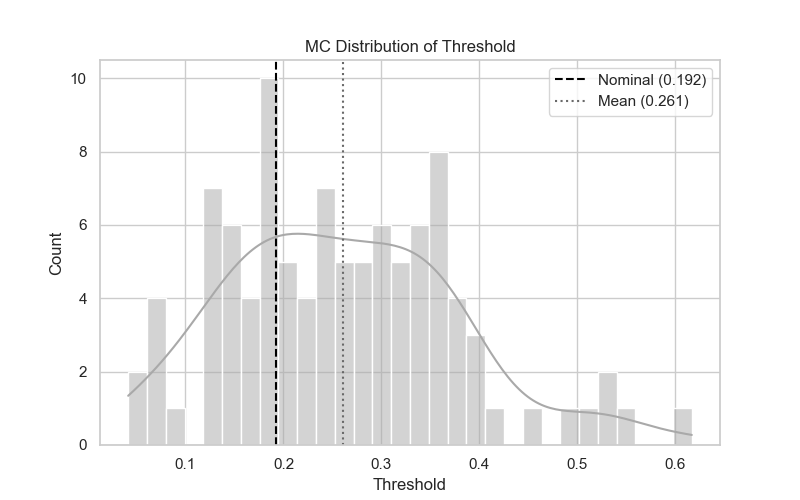 MC Distribution of Threshold
Nominal (0.192)
Mean (0.261)
Count
10
8
6
4
2
0
0.1 0.2 0.3 0.4 0.5 0.6
Threshold